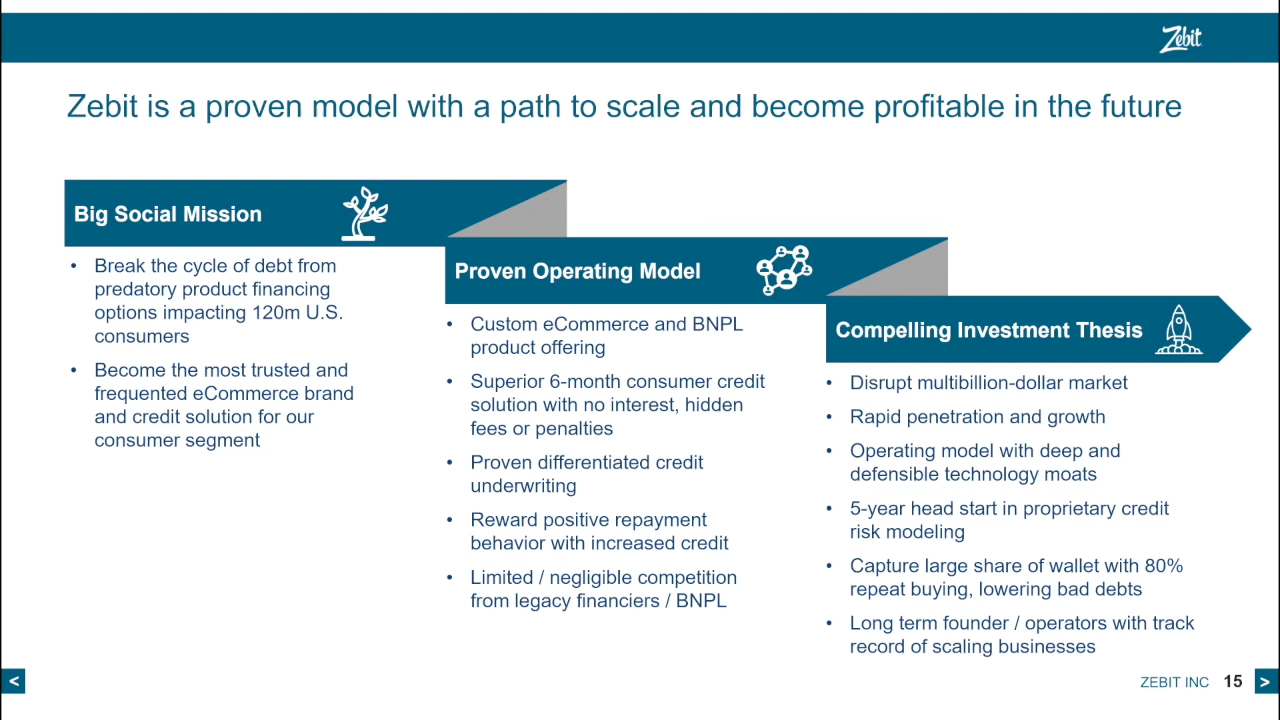 Zebit
Zebit is a proven model with a path to scale and become profitable in the future
Big Social Mission
• Break the cycle of debt from
predatory product financing
options impacting 120m U.S.
consumers
• Become the most trusted and
frequented eCommerce brand
and credit solution for our
consumer segment
Proven Operating Model
• Custom eCommerce and BNPL
product offering
• Superior 6-month consumer credit
solution with no interest, hidden
fees or penalties
• Proven differentiated credit
underwriting
• Reward positive repayment
behavior with increased credit
• Limited / negligible competition
from legacy financiers / BNPL
Compelling Investment Thesis
• Disrupt multibillion-dollar market
• Rapid penetration and growth
• Operating model with deep and
defensible technology moats
• 5-year head start in proprietary credit
risk modeling
• Capture large share of wallet with 80%
repeat buying, lowering bad debts
• Long term founder / operators with track
record of scaling businesses
< ZEBIT INC 15 >